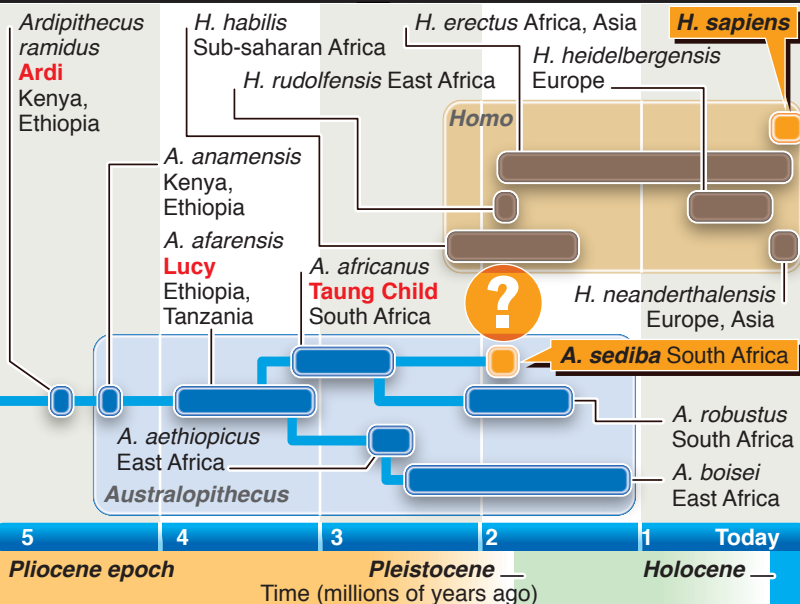 Ardipithecus
ramidus
Ardi
Kenya,
Ethiopia
H. habilis
Sub-saharan Africa
H. rudolfensis East Africa
H. erectus Africa, Asia
H. heidelbergensis
Europe
H. sapiens
Homo
A. anamensis
Kenya,
Ethiopia
A. afarensis
Lucy
Ethiopia,
Tanzania
A. africanus
Taung Child
South Africa
?
H. neanderthalensis
Europe, Asia
A. sediba South Africa
A. robustus
South Africa
A. aethiopicus
East Africa
A. boisei
East Africa
Australopithecus
5 4 3 2 1 Today
Pliocene epoch Pleistocene Holocene
Time (millions of years ago)